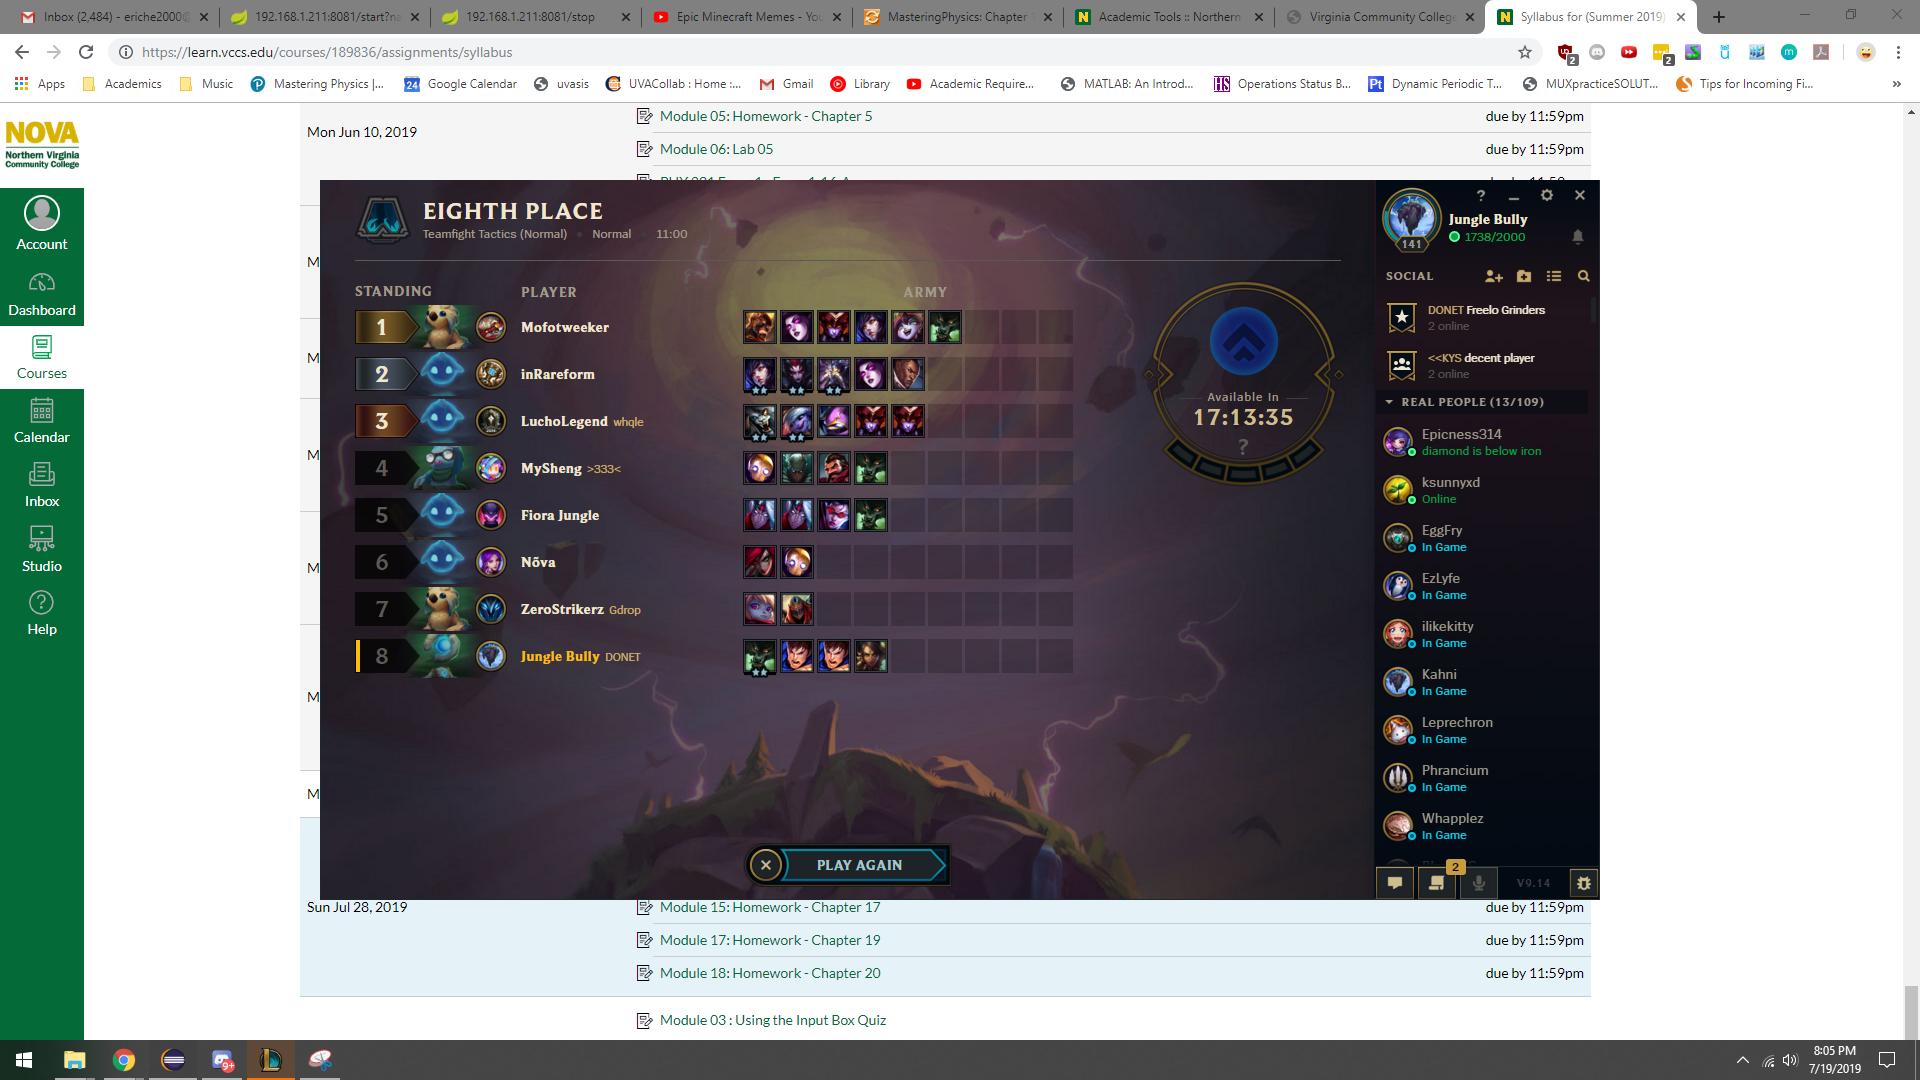 Inbox (2,484) - eriche2000@
192.168.1.211:8081/start?na
192.168.1.211:8081/stop
Epic Minecraft Memes - You
MasteringPhysics: Chapter
Academic Tools :: Northern
Virginia Community College
Syllabus for (Summer 2019)
https://learn.vccs.edu/courses/189836/assignments/syllabus
2
2
Apps
Academics
Music
Mastering Physics |...
24
Google Calendar
uvasis
UVACollab : Home :...
Gmail
Library
Academic Require...
MATLAB: An Introd...
HS
Operations Status B...
Pt
Dynamic Periodic T...
MUXpracticeSOLUT...
Tips for Incoming Fi...
»
NOVA
Northern Virginia
Community College
Account
Dashboard
Courses
Calendar
Inbox
Studio
Help
Mon Jun 10, 2019
Module 05: Homework - Chapter 5
due by 11:59pm
Module 06: Lab 05
due by 11:59pm
M
M
M
M
M
M
EIGHTH PLACE
Teamfight Tactics (Normal) • Normal 11:00
STANDING
PLAYER
ARMY
1
Mofotweeker
2
inRareform
3
LuchoLegend whqle
4
MySheng >333<
5
Fiora Jungle
6
Nõva
7
ZeroStrikerz Gdrop
8
Jungle Bully DONET
Available In
17:13:35
?
PLAY AGAIN
?
Jungle Bully
1738/2000
141
SOCIAL
DONET Freelo Grinders
2 online
<<KYS decent player
2 online
REAL PEOPLE (13/109)
Epicness314
diamond is below iron
ksunnyxd
Online
EggFry
In Game
EzLyfe
In Game
ilikekitty
In Game
Kahni
In Game
Leprechron
In Game
Phrancium
In Game
Whapplez
In Game
2
V9.14
Sun Jul 28, 2019
Module 15: Homework - Chapter 17
due by 11:59pm
Module 17: Homework - Chapter 19
due by 11:59pm
Module 18: Homework - Chapter 20
due by 11:59pm
Module 03 : Using the Input Box Quiz
9+
8:05 PM
7/19/2019